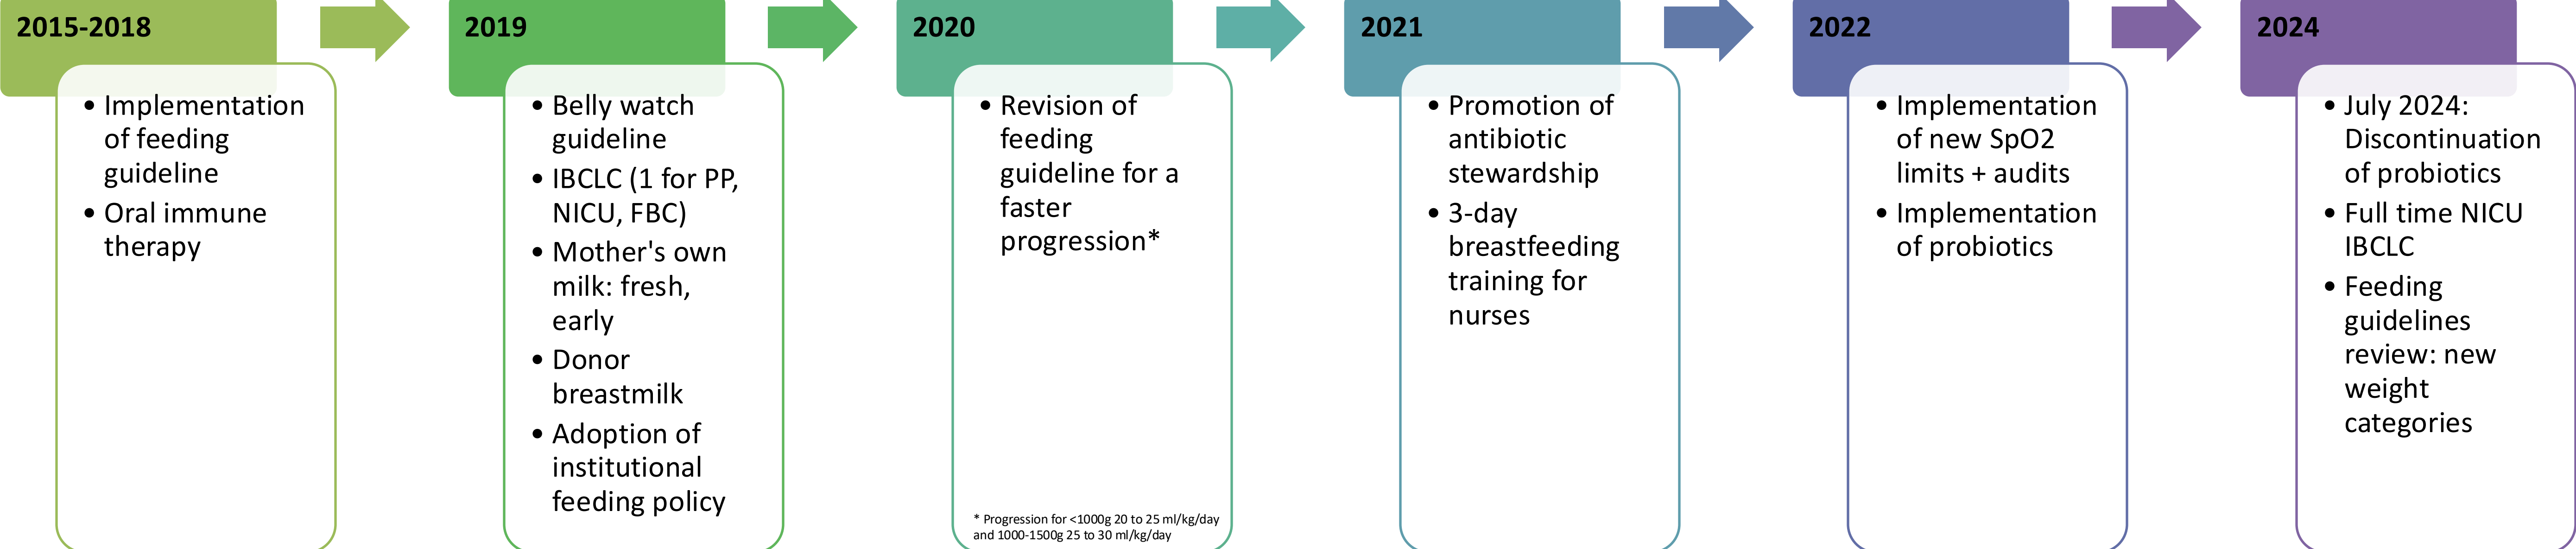 2015-2018
• Implementation
of feeding
guideline
• Oral immune
therapy
2019
• Belly watch
guideline
• IBCLC (1 for PP,
NICU, FBC)
• Mother's own
milk: fresh,
early
• Donor
breastmilk
• Adoption of
institutional
feeding policy
2020
• Revision of
feeding
guideline for a
faster
progression*
* Progression for <1000g 20 to 25 ml/kg/day
and 1000-1500g 25 to 30 ml/kg/day
2021
• Promotion of
antibiotic
stewardship
• 3-day
breastfeeding
training for
nurses
2022
• Implementation
of new SpO2
limits + audits
• Implementation
of probiotics
2024
• July 2024:
Discontinuation
of probiotics
• Full time NICU
IBCLC
• Feeding
guidelines
review: new
weight
categories